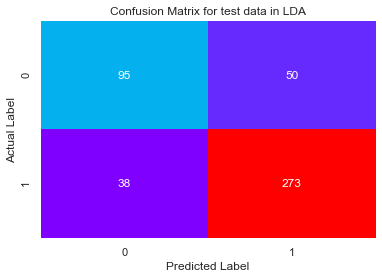 Confusion Matrix for test data in LDA
Actual Label
0
95
50
1
38
273
0
1
Predicted Label